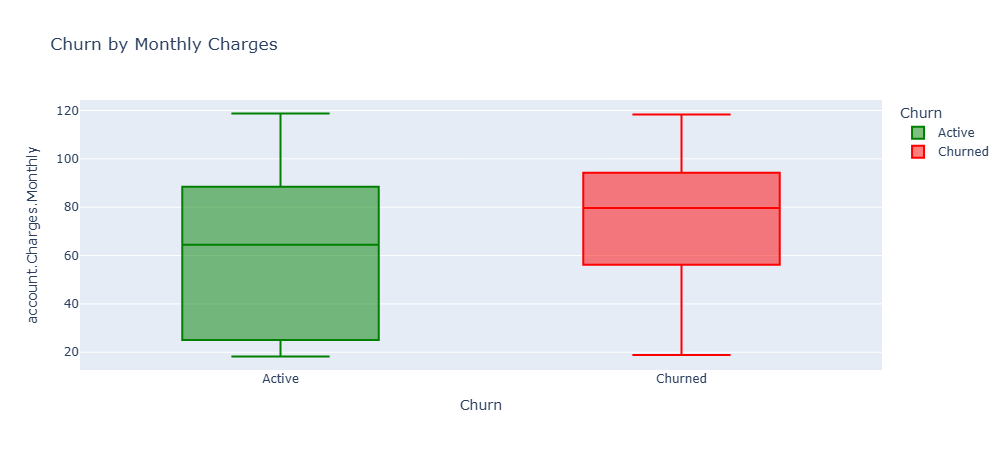 Churn by Monthly Charges
Churn
Active
Churned
account.Charges.Monthly
120
100
80
60
40
20
Active
Churned
Churn